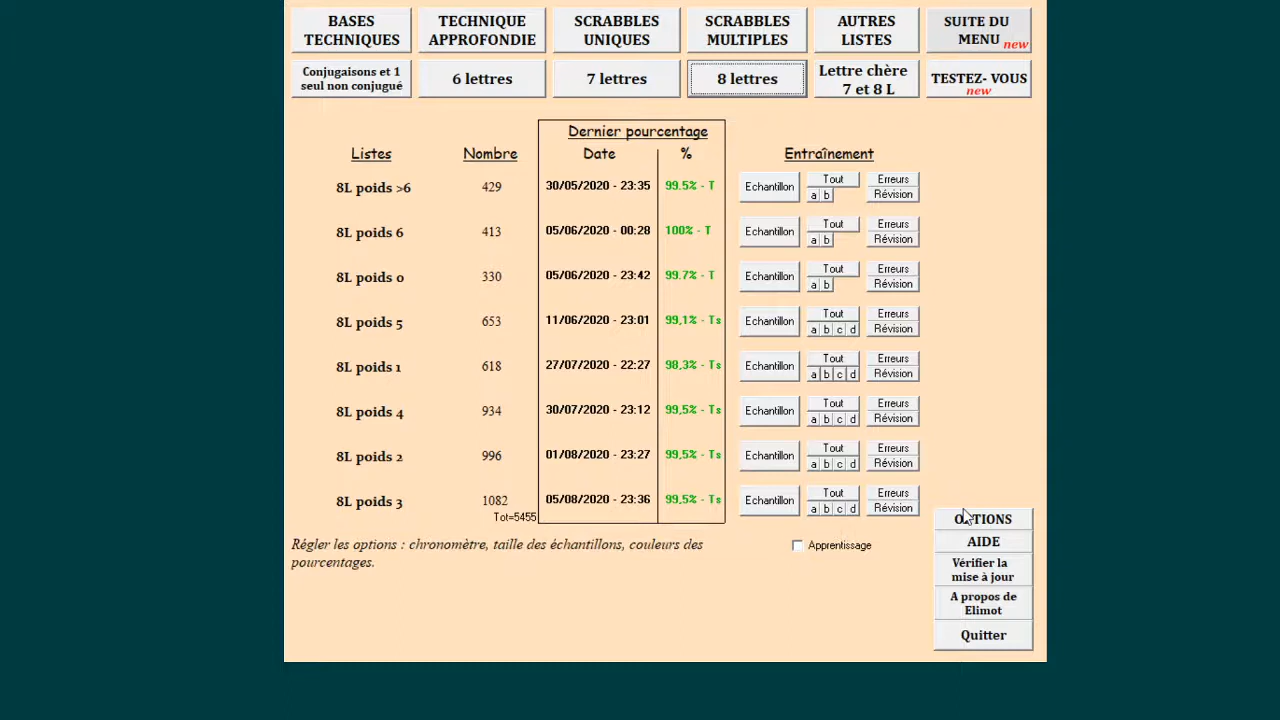 BASES TECHNIQUES
TECHNIQUE APPROFONDIE
SCRABBLES UNIQUES
SCRABBLES MULTIPLES
AUTRES LISTES
SUITE DU MENU new
Conjugaisons et 1 seul non conjugué
6 lettres
7 lettres
8 lettres
Lettre chère 7 et 8 L
TESTEZ- VOUS new
Dernier pourcentage
Listes Nombre Date % Entraînement
8L poids >6 429 30/05/2020 - 23:35 99.5% - T Echantillon Tout a b Erreurs Révision
8L poids 6 413 05/06/2020 - 00:28 100% - T Echantillon Tout a b Erreurs Révision
8L poids 0 330 05/06/2020 - 23:42 99.7% - T Echantillon Tout a b Erreurs Révision
8L poids 5 653 11/06/2020 - 23:01 99,1% - Ts Echantillon Tout a b c d Erreurs Révision
8L poids 1 618 27/07/2020 - 22:27 98,3% - Ts Echantillon Tout a b c d Erreurs Révision
8L poids 4 934 30/07/2020 - 23:12 99,5% - Ts Echantillon Tout a b c d Erreurs Révision
8L poids 2 996 01/08/2020 - 23:27 99,5% - Ts Echantillon Tout a b c d Erreurs Révision
8L poids 3 1082 05/08/2020 - 23:36 99,5% - Ts Echantillon Tout a b c d Erreurs Révision
Tot=5455
Régler les options : chronomètre, taille des échantillons, couleurs des
pourcentages.
Apprentissage
OPTIONS
AIDE
Vérifier la
mise à jour
A propos de
Elimot
Quitter